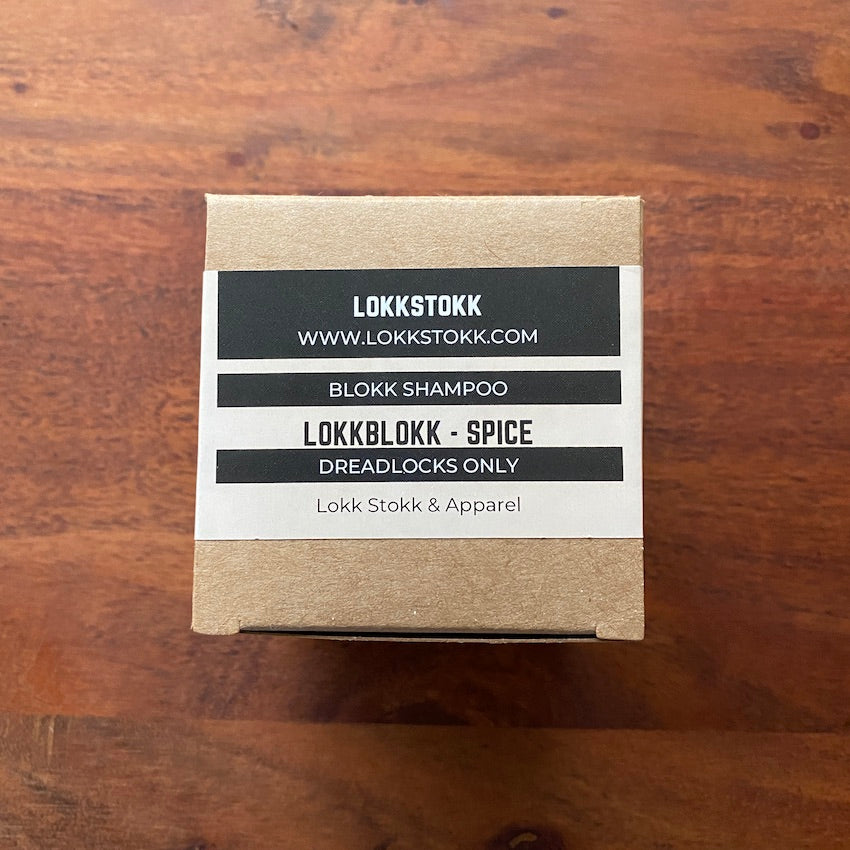 LOKKSTOKK
WWW.LOKKSTOKK.COM
BLOKK SHAMPOO
LOKKBLOKK - SPICE
DREADLOCKS ONLY
Lokk Stokk & Apparel